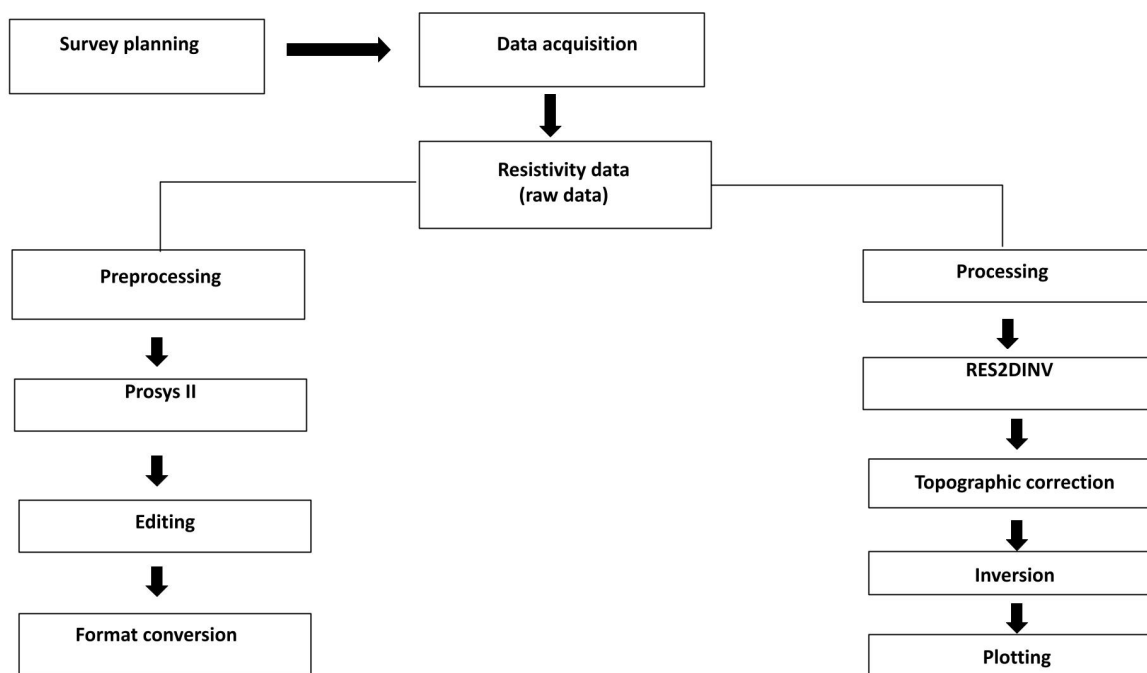 Survey planning
Data acquisition
Resistivity data
(raw data)
Preprocessing
Prosys II
Editing
Format conversion
Processing
RES2DINV
Topographic correction
Inversion
Plotting